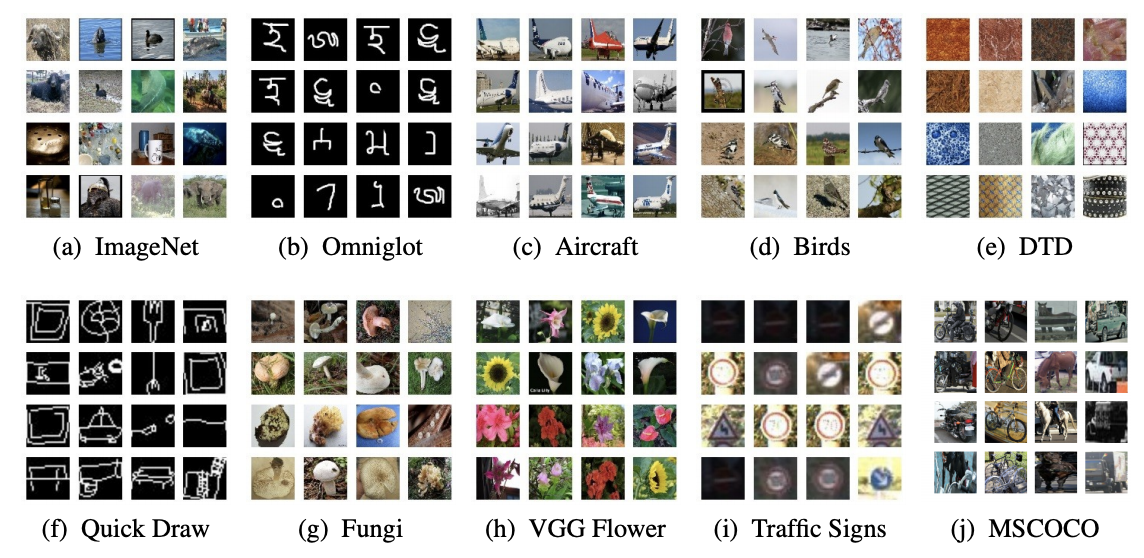 (a) ImageNet
(b) Omniglot
(c) Aircraft
(d) Birds
(e) DTD
(f) Quick Draw
(g) Fungi
(h) VGG Flower
(i) Traffic Signs
(j) MSCOCO